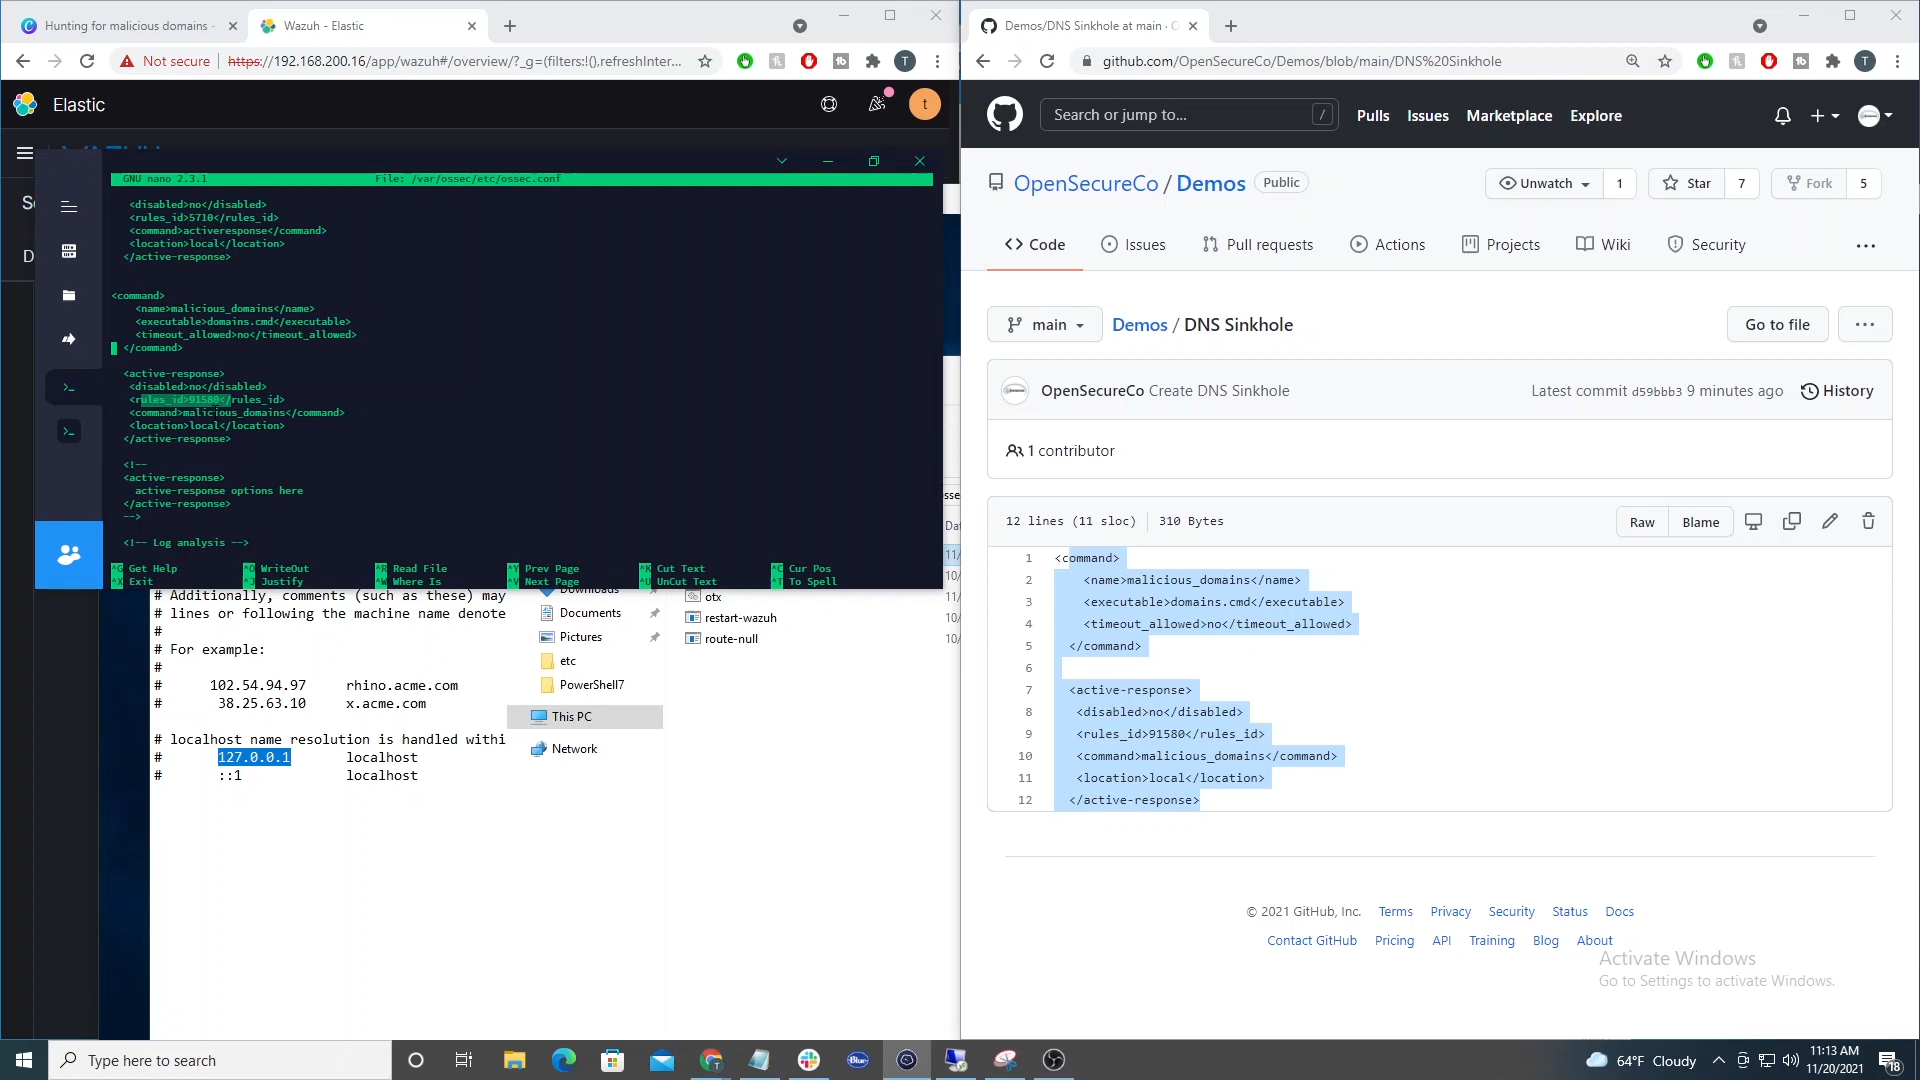 Hunting for malicious domains -
Wazuh - Elastic
Not secure
https://192.168.200.16/app/wazuh#/overview/?_g=(filters:!(),refreshInter...
T
Elastic
t
GNU nano 2.3.1 File: /var/ossec/etc/ossec.conf
<disabled>no</disabled>
<rules_id>5710</rules_id>
<command>activeresponse</command>
<location>local</location>
</active-response>
<command>
<name>malicious_domains</name>
<executable>domains.cmd</executable>
<timeout_allowed>no</timeout_allowed>
</command>
<active-response>
<disabled>no</disabled>
<rules_id>91580</rules_id>
<command>malicious_domains</command>
<location>local</location>
</active-response>
<!--
<active-response>
active-response options here
</active-response>
-->
<!-- Log analysis -->
^G Get Help ^O WriteOut ^R Read File ^Y Prev Page ^K Cut Text ^C Cur Pos
^X Exit ^J Justify ^W Where Is ^V Next Page ^U UnCut Text ^T To Spell
# Additionally, comments (such as these) may
# lines or following the machine name denote
#
# For example:
#
# 102.54.94.97 rhino.acme.com
# 38.25.63.10 x.acme.com
# localhost name resolution is handled withi
# 127.0.0.1 localhost
# ::1 localhost
Downloads
Documents
Pictures
etc
PowerShell7
This PC
Network
otx
restart-wazuh
route-null
11/
10/
11/
10/
10/
Demos/DNS Sinkhole at main · 
github.com/OpenSecureCo/Demos/blob/main/DNS%20Sinkhole
T
Search or jump to... /
Pulls Issues Marketplace Explore
OpenSecureCo / Demos Public
Unwatch 1 Star 7 Fork 5
Code Issues Pull requests Actions Projects Wiki Security
main
Demos / DNS Sinkhole
Go to file
OpenSecureCo Create DNS Sinkhole
Latest commit d59bbb3 9 minutes ago History
1 contributor
12 lines (11 sloc) 310 Bytes
Raw Blame
1 <command>
2 <name>malicious_domains</name>
3 <executable>domains.cmd</executable>
4 <timeout_allowed>no</timeout_allowed>
5 </command>
6
7 <active-response>
8 <disabled>no</disabled>
9 <rules_id>91580</rules_id>
10 <command>malicious_domains</command>
11 <location>local</location>
12 </active-response>
© 2021 GitHub, Inc. Terms Privacy Security Status Docs
Contact GitHub Pricing API Training Blog About
Activate Windows
Go to Settings to activate Windows.
Type here to search
64°F Cloudy
11:13 AM
11/20/2021
18